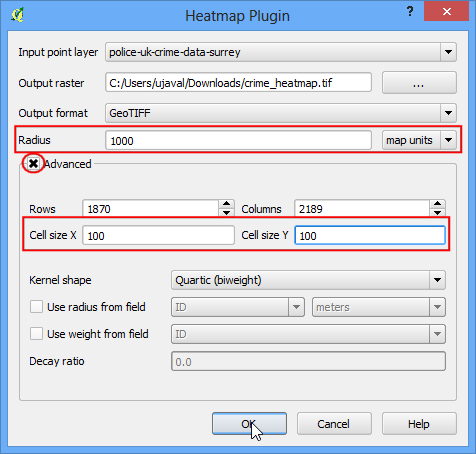 Heatmap Plugin ?
Input point layer police-uk-crime-data-surrey
Output raster C:/Users/ujaval/Downloads/crime_heatmap.tif ...
Output format GeoTIFF
Radius 1000 map units
Advanced
Rows 1870 Columns 2189
Cell size X 100 Cell size Y 100
Kernel shape Quartic (biweight)
Use radius from field ID meters
Use weight from field ID
Decay ratio 0.0
OK Cancel Help